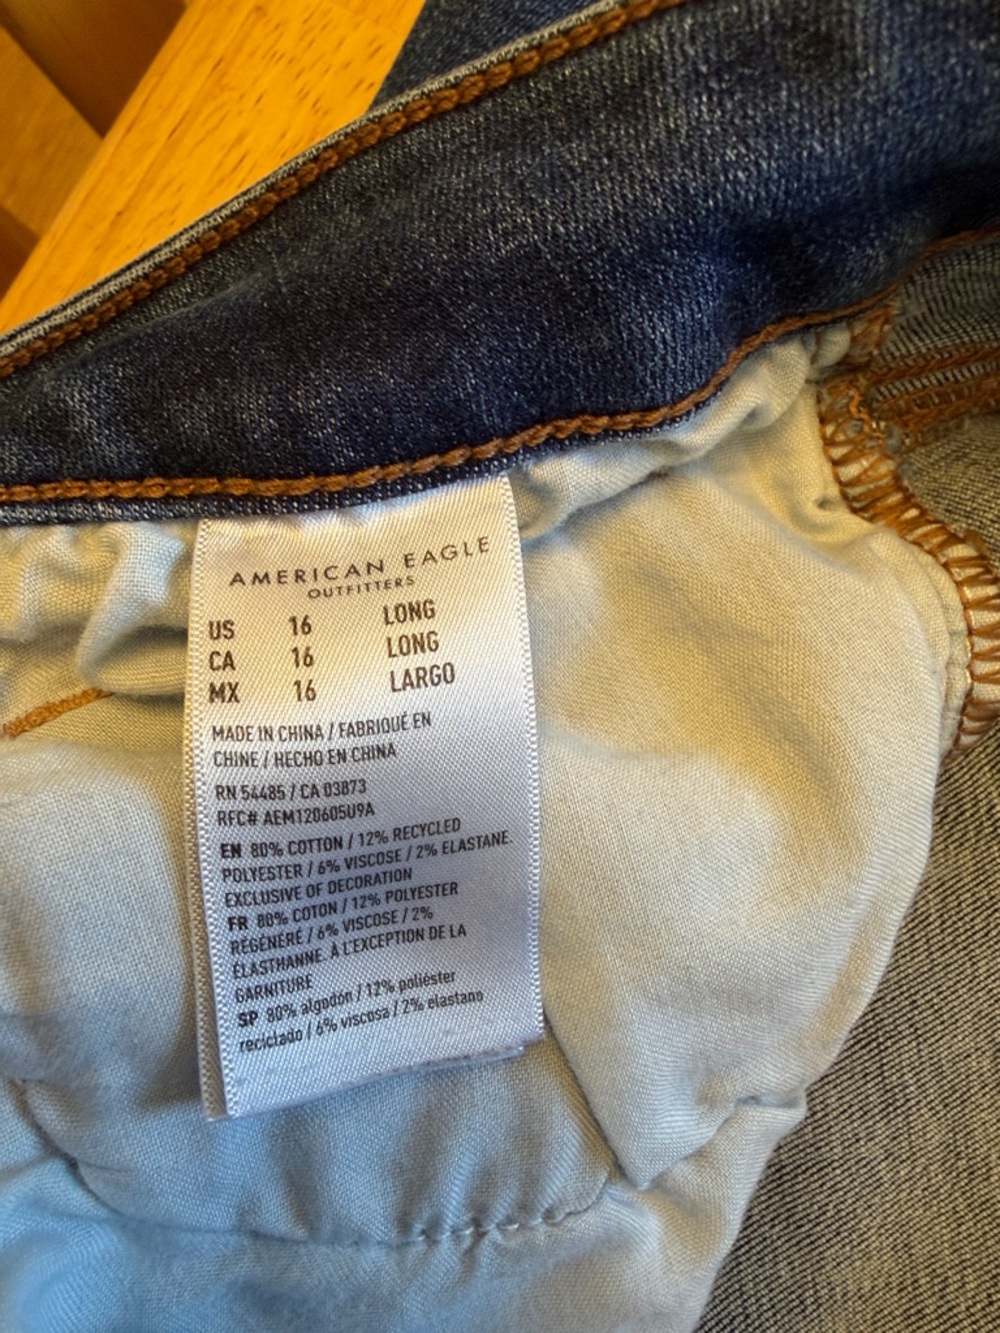 AMERICAN EAGLE
OUTFITTERS
US 16 LONG
CA 16 LONG
MX 16 LARGO
MADE IN CHINA / FABRIQUÉ EN
CHINE / HECHO EN CHINA
RN 54485 / CA 03873
RFC# AEM120605U9A
EN 80% COTTON / 12% RECYCLED
POLYESTER / 6% VISCOSE / 2% ELASTANE.
EXCLUSIVE OF DECORATION
FR 80% COTON / 12% POLYESTER
RÉGÉNÉRÉ / 6% VISCOSE / 2%
ÉLASTHANNE. À L'EXCEPTION DE LA
GARNITURE
SP 80% algodón / 12% poliéster
reciclado / 6% viscosa / 2% elastano